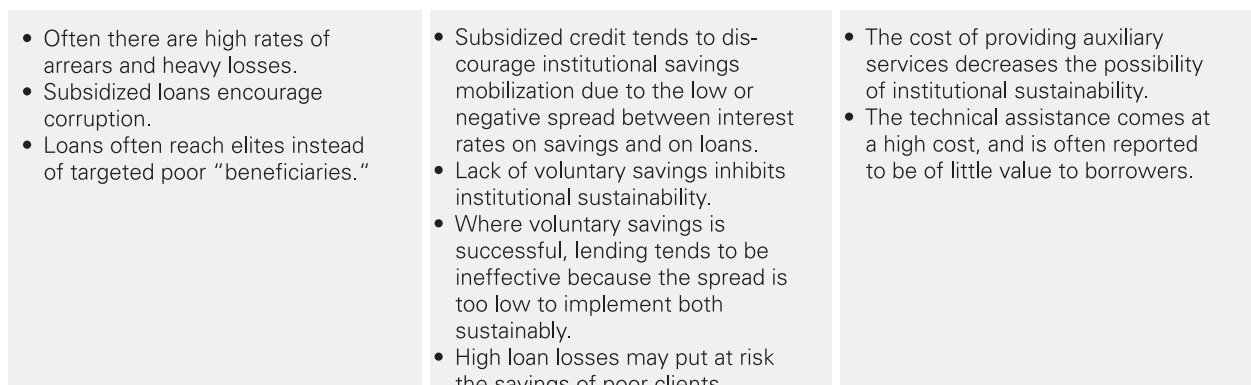 • Often there are high rates of
arrears and heavy losses.
• Subsidized loans encourage
corruption.
• Loans often reach elites instead
of targeted poor “beneficiaries.“
• Subsidized credit tends to dis-
courage institutional savings
mobilization due to the low or
negative spread between interest
rates on savings and on loans.
• Lack of voluntary savings inhibits
institutional sustainability.
• Where voluntary savings is
successful, lending tends to be
ineffective because the spread is
too low to implement both
sustainably.
• High loan losses may put at risk
the savings of poor clients.
• The cost of providing auxiliary
services decreases the possibility
of institutional sustainability.
• The technical assistance comes at
a high cost, and is often reported
to be of little value to borrowers.